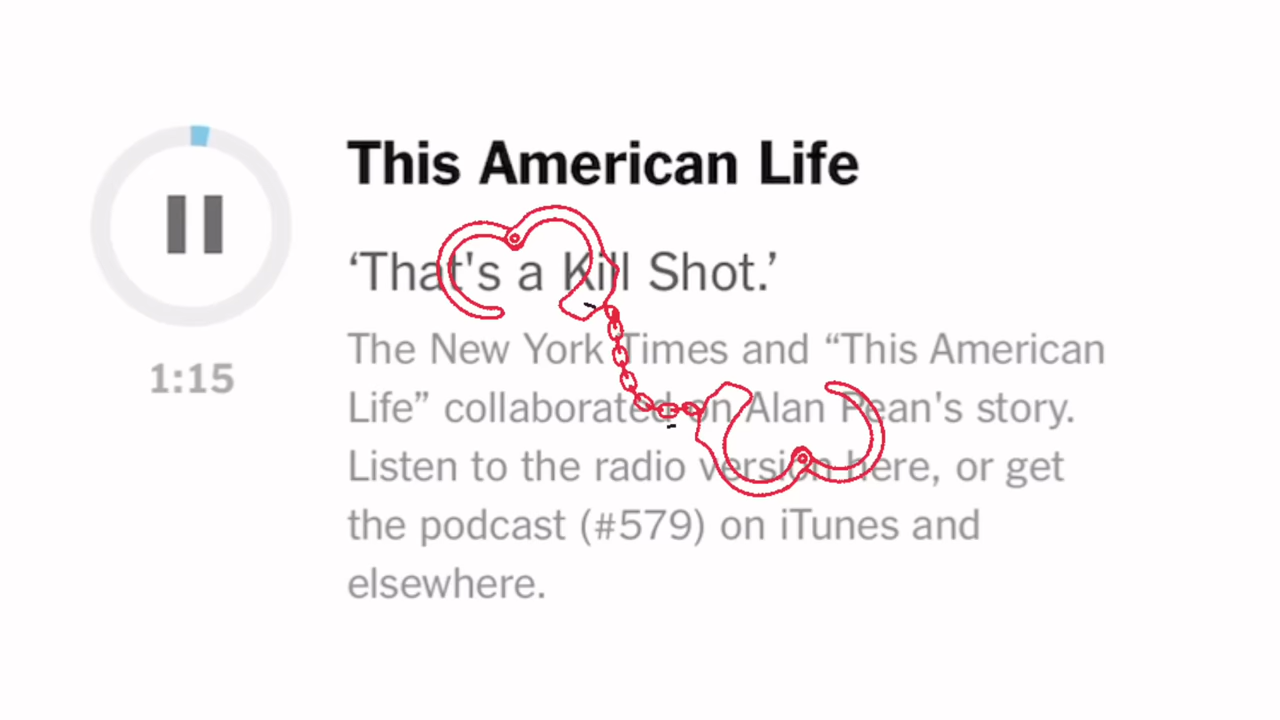 This American Life
‘That's a Kill Shot.’
1:15
The New York Times and “This American
Life” collaborated on Alan Pean's story.
Listen to the radio version here, or get
the podcast (#579) on iTunes and
elsewhere.